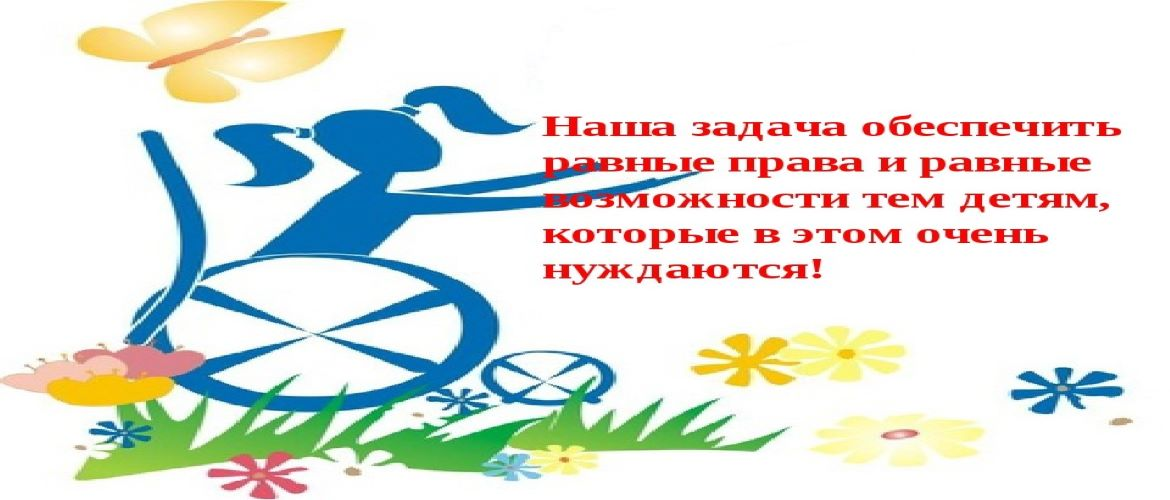 Наша задача обеспечить
равные права и равные
возможности тем детям,
которые в этом очень
нуждаются!